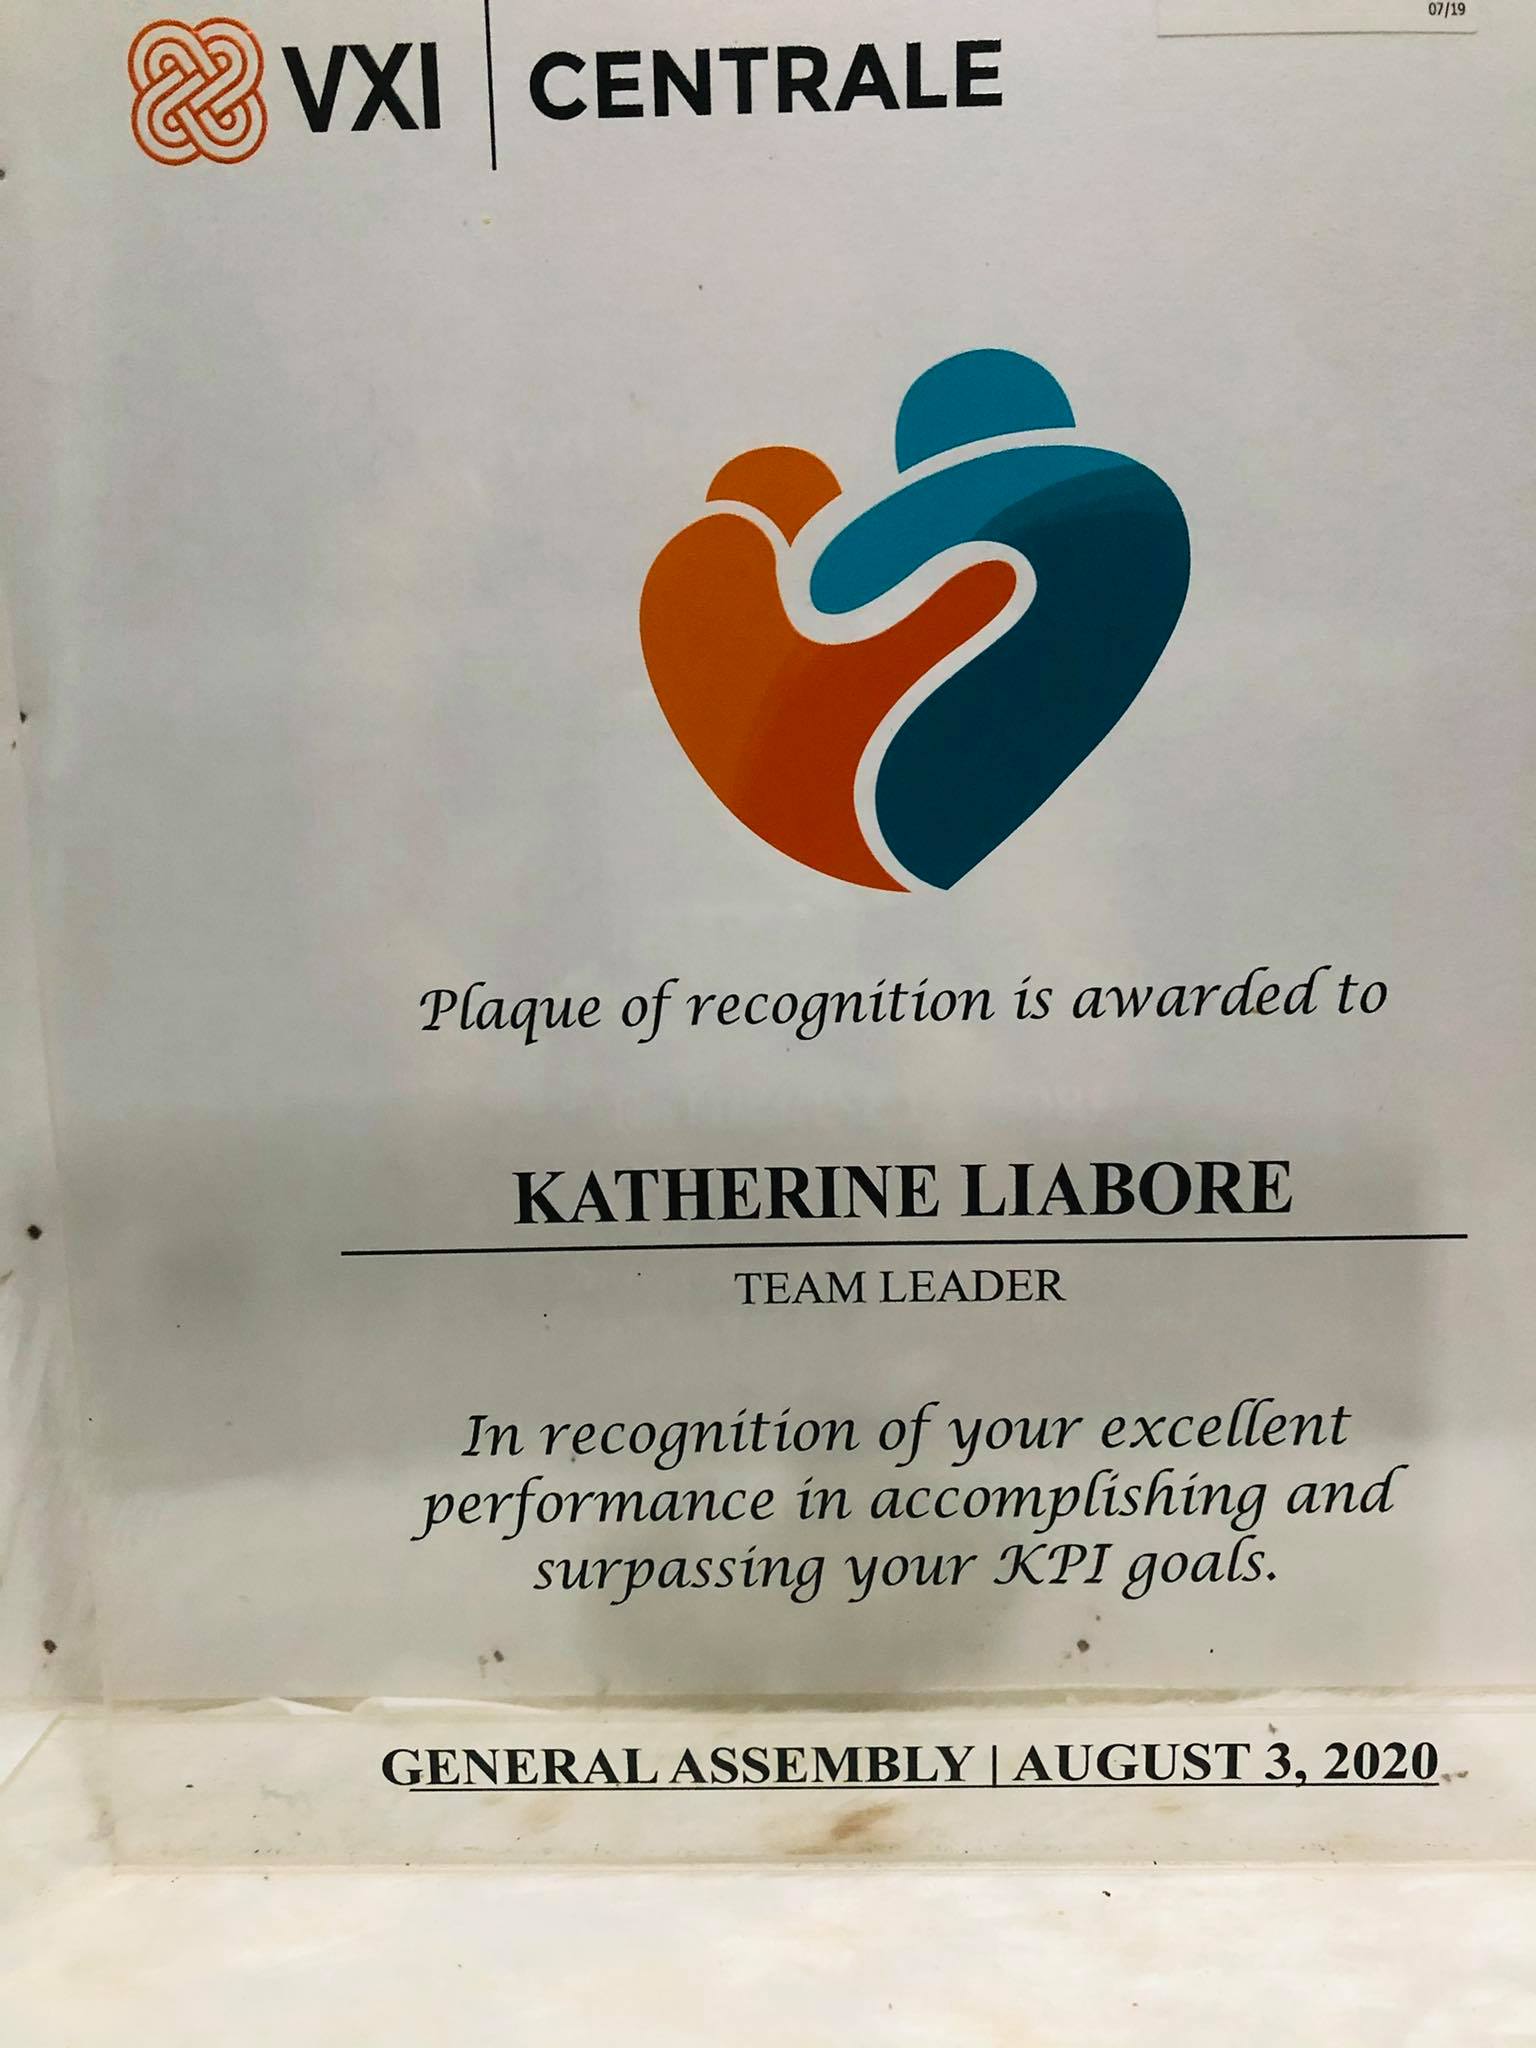 07/19
VXI | CENTRALE
Plaque of recognition is awarded to
KATHERINE LIABORE
TEAM LEADER
In recognition of your excellent
performance in accomplishing and
surpassing your KPI goals.
GENERAL ASSEMBLY | AUGUST 3, 2020